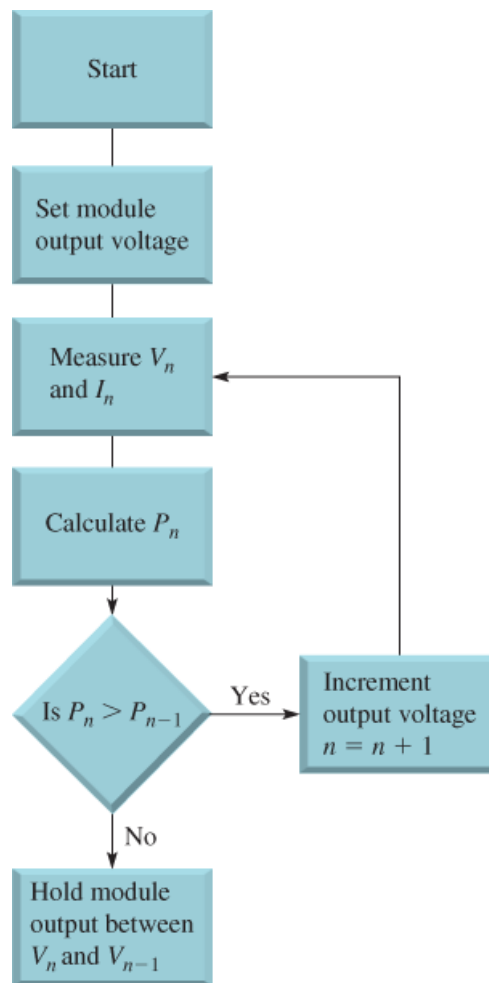 Start
Set module
output voltage
Measure Vₙ
and Iₙ
Calculate Pₙ
Is Pₙ > Pₙ₋₁
Yes
Increment
output voltage
n = n + 1
No
Hold module
output between
Vₙ and Vₙ₋₁